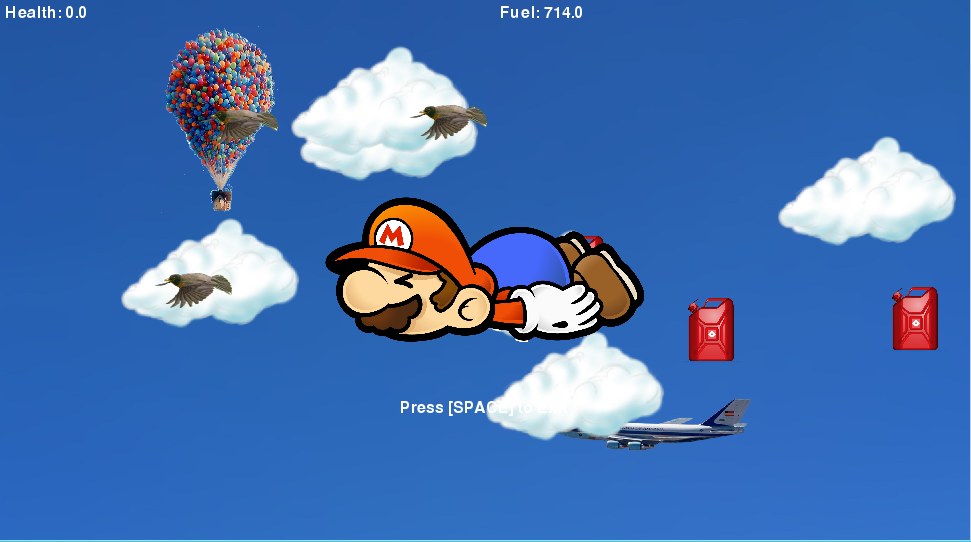 Health: 0.0
Fuel: 714.0
M
Press [SPACE] to